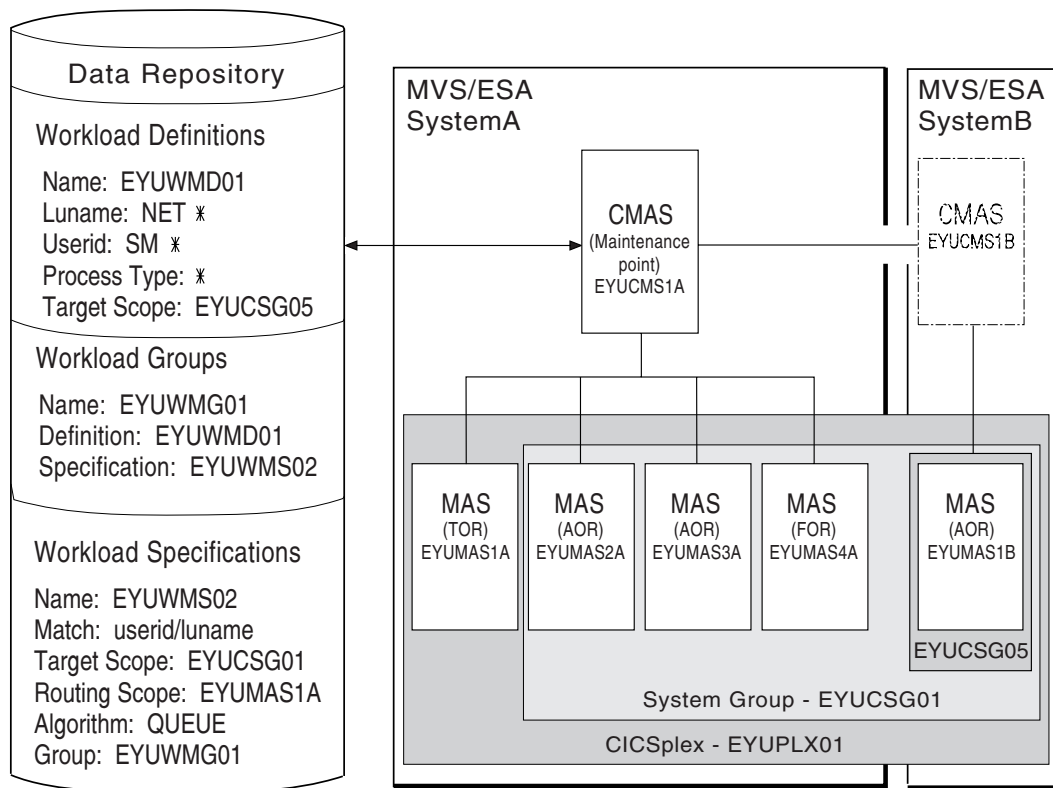 Data Repository
Workload Definitions
Name: EYUWMD01
Luname: NET *
Userid: SM *
Process Type: *
Target Scope: EYUCSG05
Workload Groups
Name: EYUWMG01
Definition: EYUWMD01
Specification: EYUWMS02
Workload Specifications
Name: EYUWMS02
Match: userid/luname
Target Scope: EYUCSG01
Routing Scope: EYUMAS1A
Algorithm: QUEUE
Group: EYUWMG01
MVS/ESA
SystemA
CMAS
(Maintenance
point)
EYUCMS1A
MVS/ESA
SystemB
CMAS
EYUCMS1B
MAS
(TOR)
EYUMAS1A
MAS
(AOR)
EYUMAS2A
MAS
(AOR)
EYUMAS3A
MAS
(FOR)
EYUMAS4A
MAS
(AOR)
EYUMAS1B
EYUCSG05
System Group - EYUCSG01
CICSplex - EYUPLX01